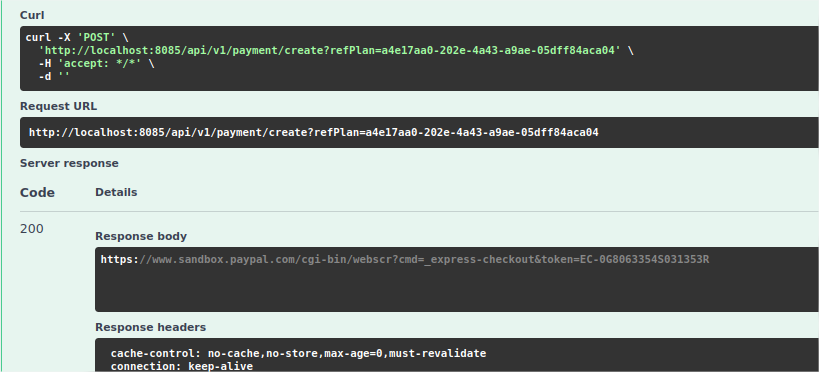 Curl
curl -X 'POST' \
'http://localhost:8085/api/v1/payment/create?refPlan=a4e17aa0-202e-4a43-a9ae-05dff84aca04' \
-H 'accept: */*' \
-d ''
Request URL
http://localhost:8085/api/v1/payment/create?refPlan=a4e17aa0-202e-4a43-a9ae-05dff84aca04
Server response
Code Details
200
Response body
https://www.sandbox.paypal.com/cgi-bin/webscr?cmd=_express-checkout&token=EC-0G8063354S031353R
Response headers
cache-control: no-cache,no-store,max-age=0,must-revalidate
connection: keep-alive